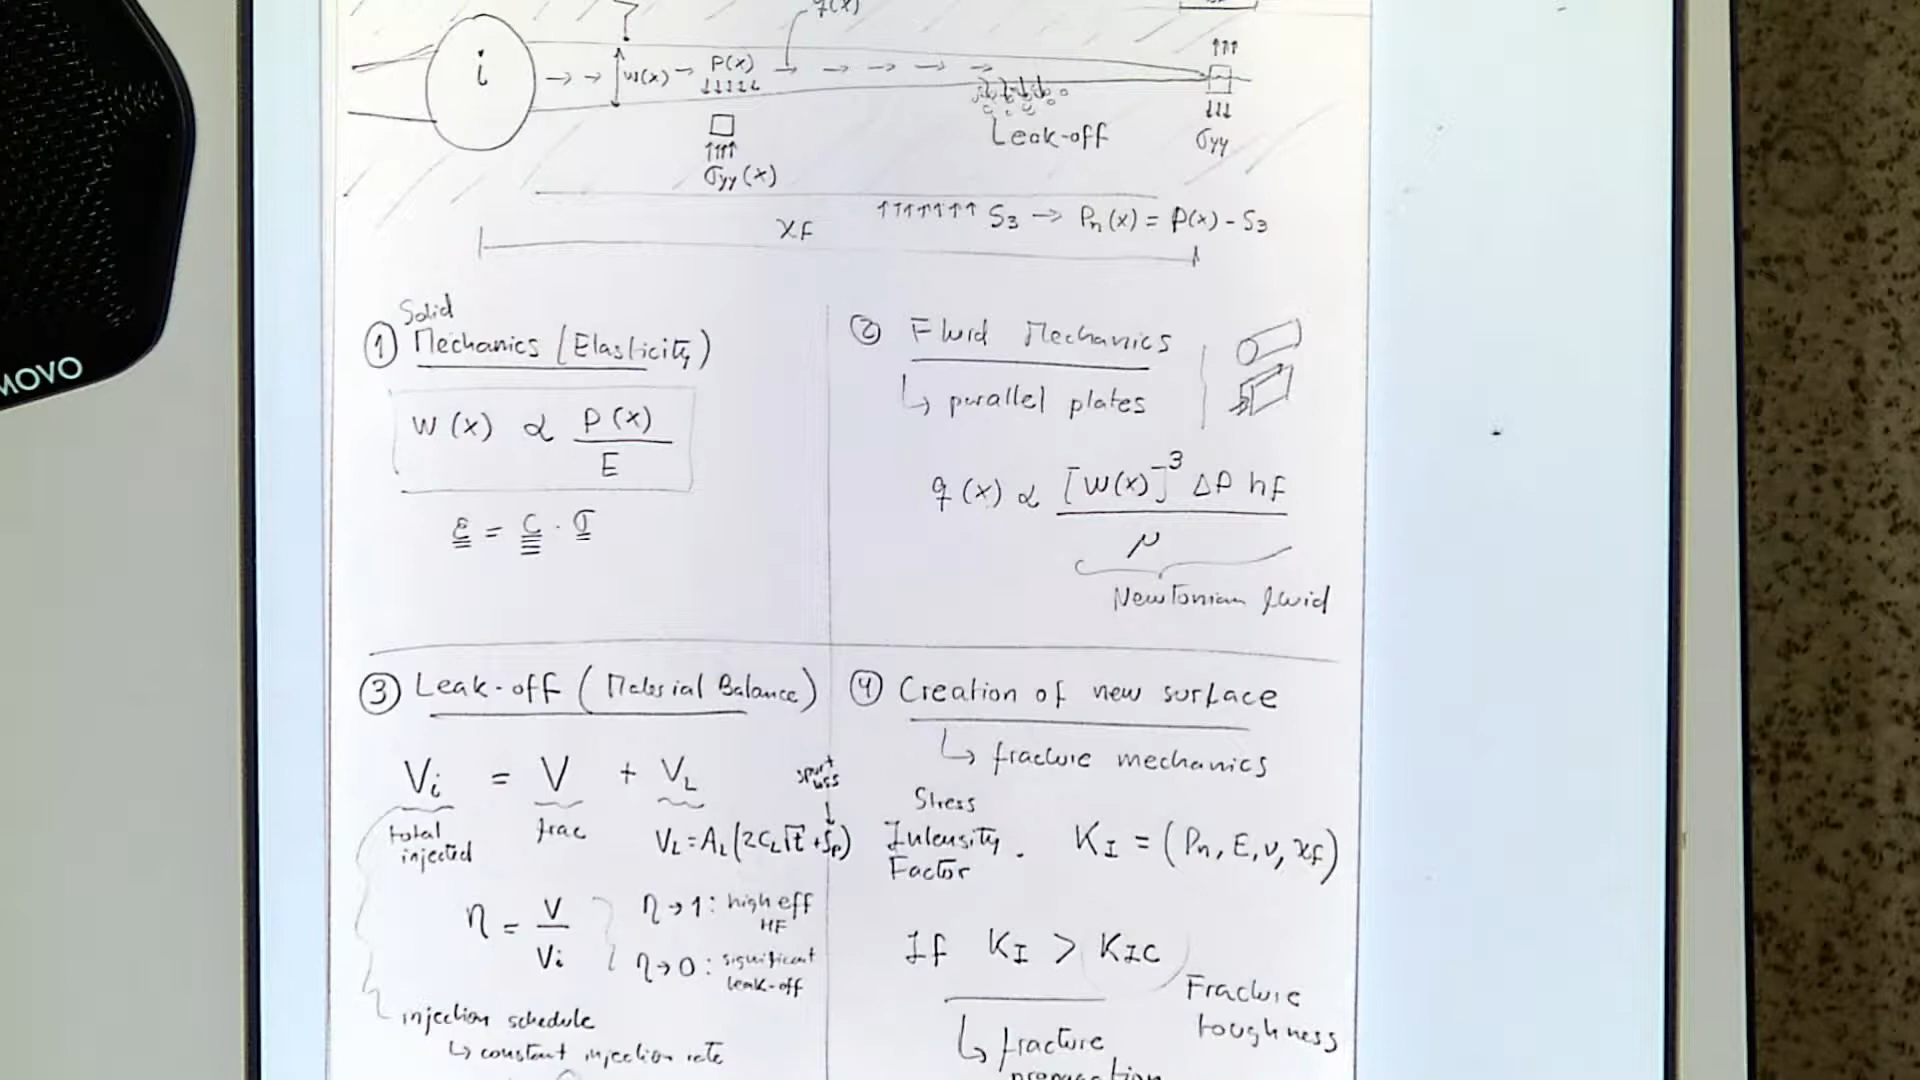 q(x)
i
w(x)
P(x)
Leak-off
σyy
σyy(x)
S3 → Pn(x) = P(x) - S3
xf
MOVO
Solid
① Mechanics (Elasticity)
W(x) ∝ P(x)
E
ε = C · σ
② Fluid Mechanics
↳ parallel plates
q(x) ∝ [W(x)]³ ΔP hf
μ
Newtonian fluid
③ Leak-off (Material Balance)
Vi = V + VL
total
injected
frac
spurt
loss
VL = AL (2CL√t + Sp)
η = V
Vi
η → 1 : high eff
HF
η → 0 : significant
leak-off
injection schedule
↳ constant injection rate
④ Creation of new surface
↳ fracture mechanics
Stress
Intensity
Factor
KI = (Pn, E, ν, xf)
If KI > KIC
Fracture
toughness
↳ fracture
propagation